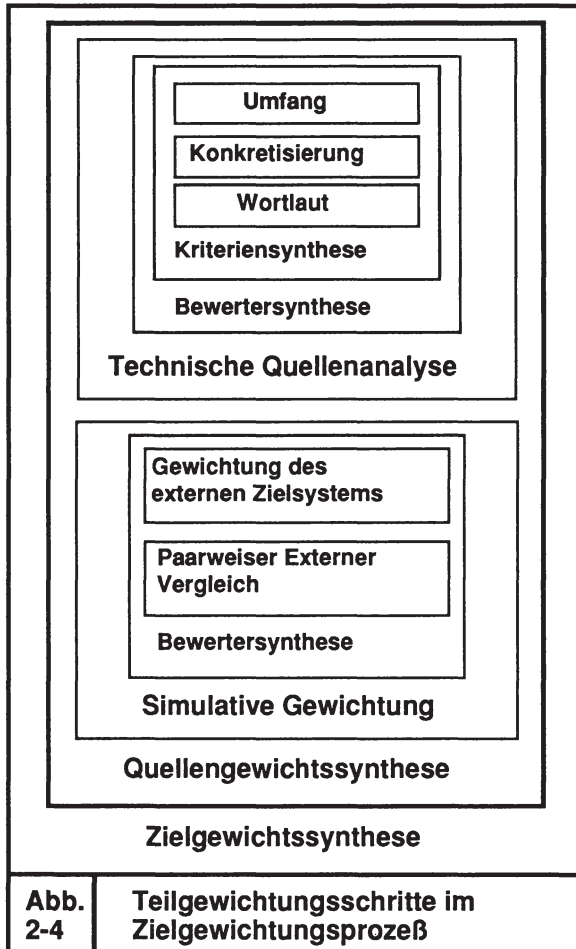 Umfang
Konkretisierung
Wortlaut
Kriteriensynthese
Bewertersynthese
Technische Quellenanalyse
Gewichtung des
externen Zielsystems
Paarweiser Externer
Vergleich
Bewertersynthese
Simulative Gewichtung
Quellengewichtssynthese
Zielgewichtssynthese
Abb.
2-4
Teilgewichtungsschritte im
Zielgewichtungsprozeß